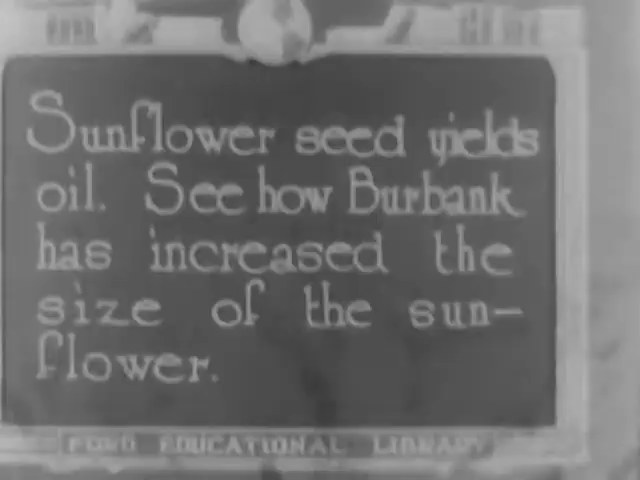 Sunflower seed yields
oil. See how Burbank
has increased the
size of the sun-
flower.
FORD EDUCATIONAL LIBRARY